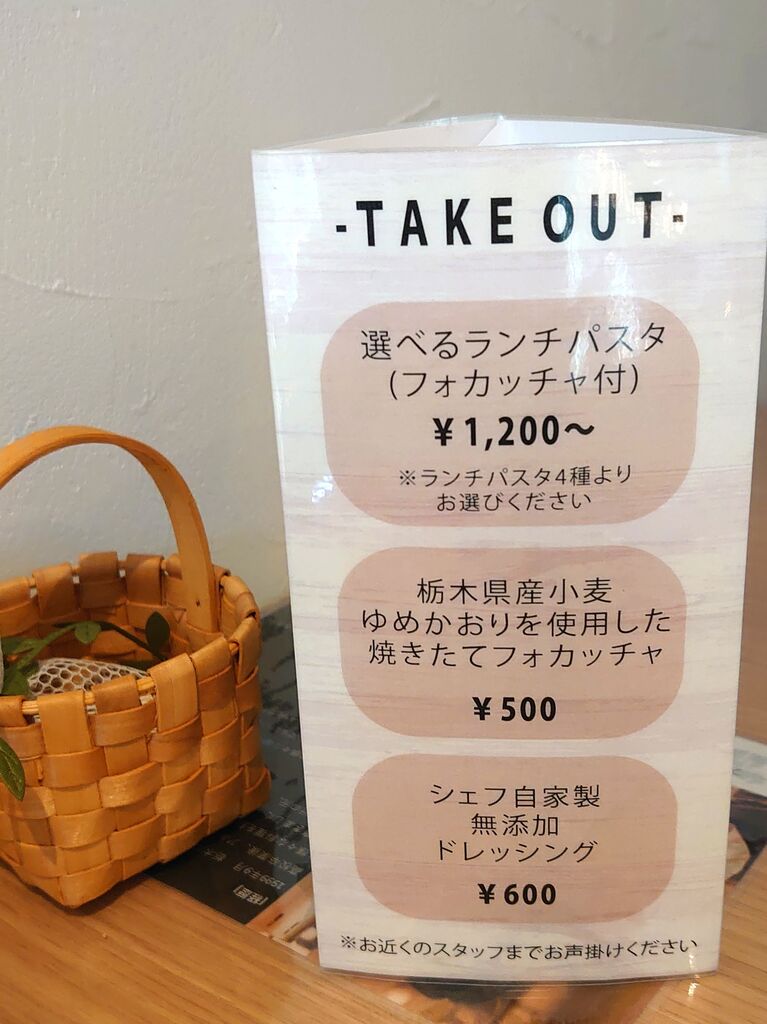 -TAKE OUT-
選べるランチパスタ
(フォカッチャ付)
¥1,200〜
※ランチパスタ4種より
お選びください
栃木県産小麦
ゆめかおりを使用した
焼きたてフォカッチャ
¥500
シェフ自家製
無添加
ドレッシング
¥600
※お近くのスタッフまでお声掛けください